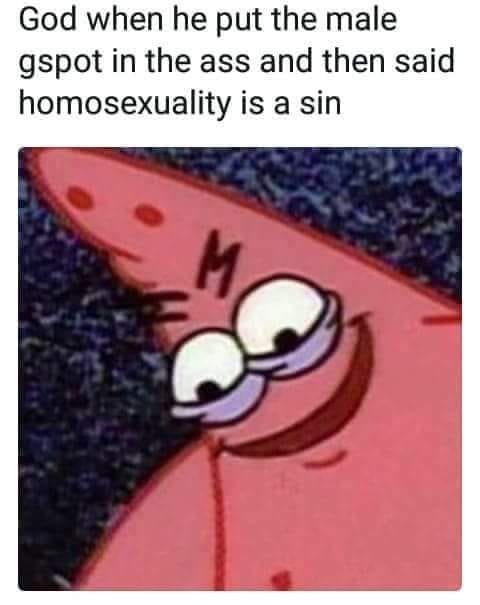 God when he put the male
gspot in the ass and then said
homosexuality is a sin